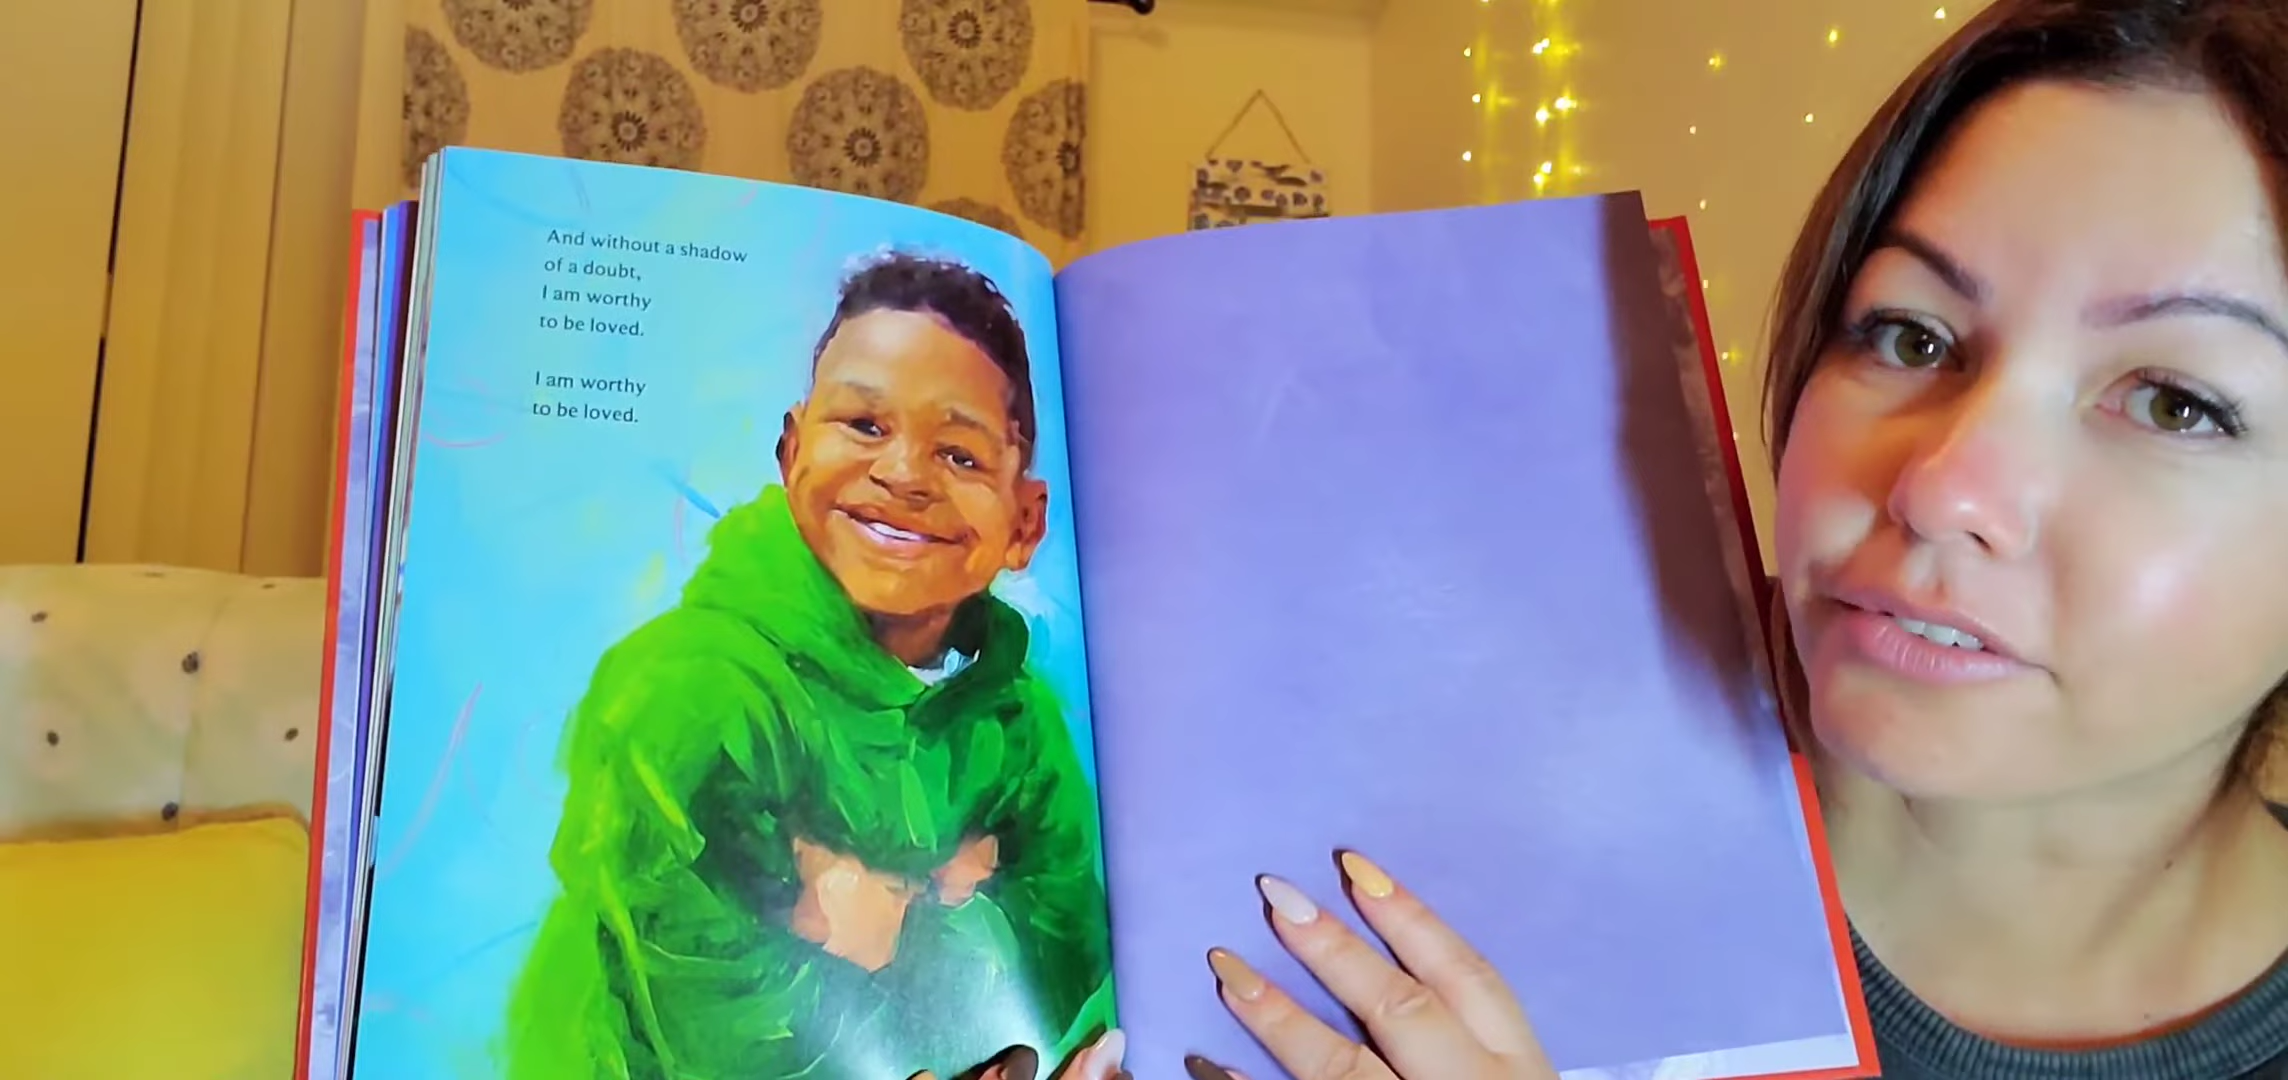 And without a shadow
of a doubt,
I am worthy
to be loved.
I am worthy
to be loved.